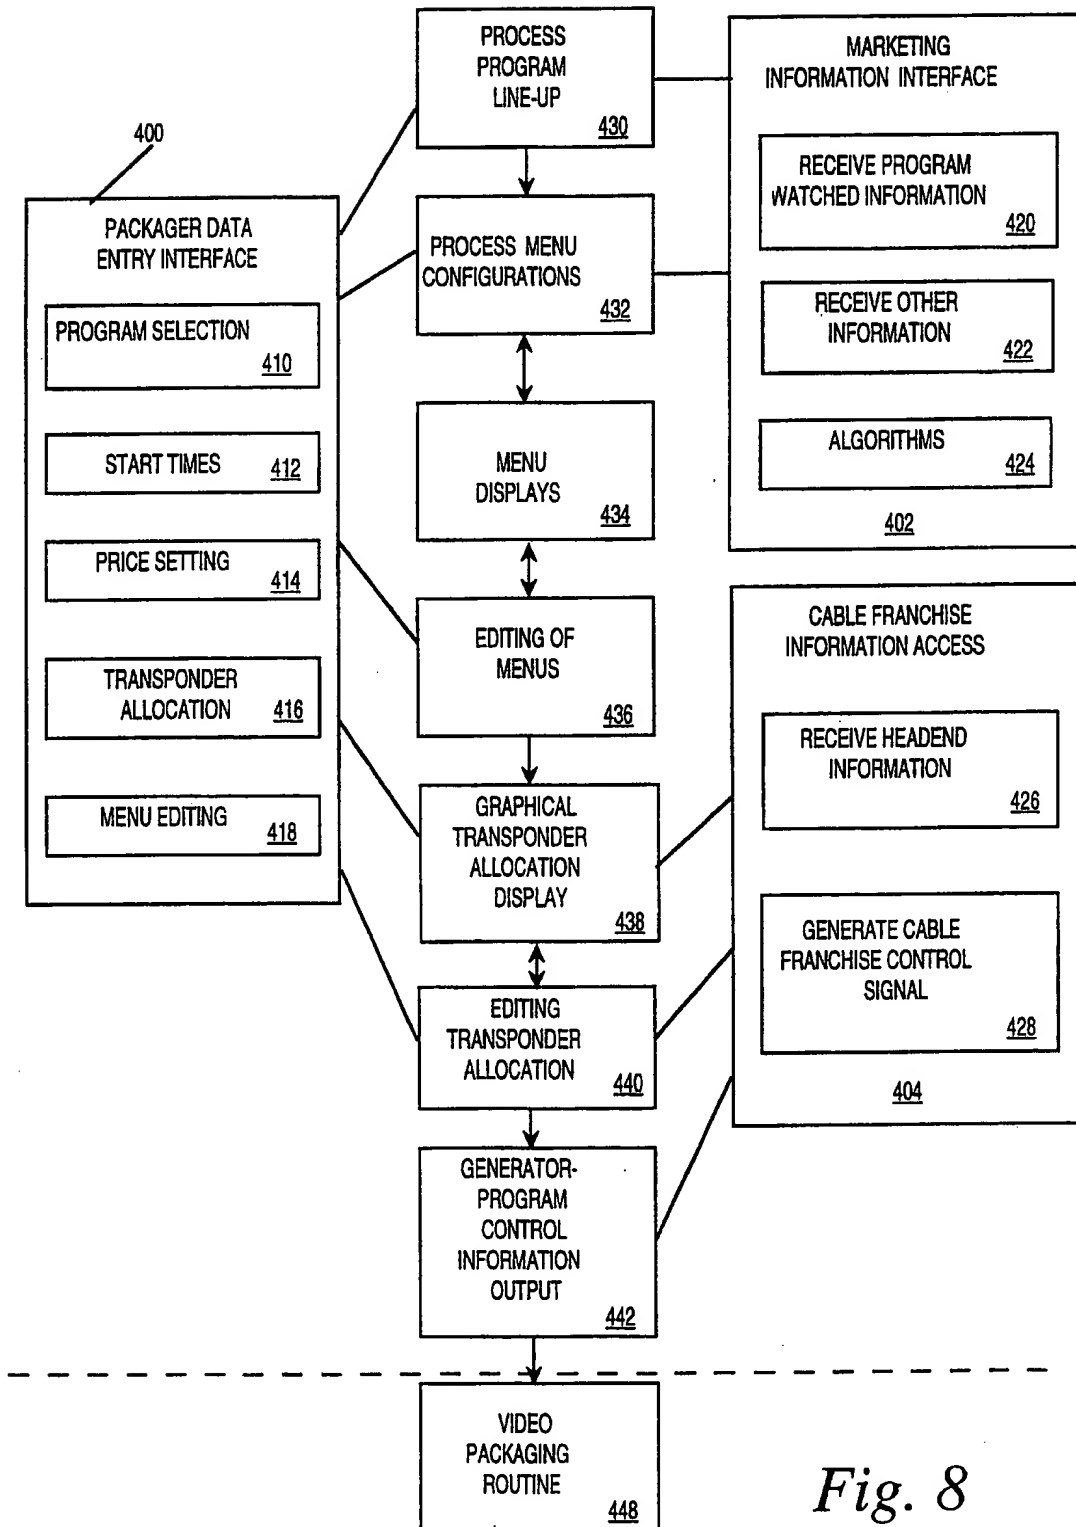 400
PACKAGER DATA
ENTRY INTERFACE
PROGRAM SELECTION
410
START TIMES 412
PRICE SETTING 414
TRANSPONDER
ALLOCATION 416
MENU EDITING 418
PROCESS
PROGRAM
LINE-UP
430
PROCESS MENU
CONFIGURATIONS
432
MENU
DISPLAYS
434
EDITING OF
MENUS
436
GRAPHICAL
TRANSPONDER
ALLOCATION
DISPLAY
438
EDITING
TRANSPONDER
ALLOCATION
440
GENERATOR-
PROGRAM
CONTROL
INFORMATION
OUTPUT
442
VIDEO
PACKAGING
ROUTINE
448
MARKETING
INFORMATION INTERFACE
RECEIVE PROGRAM
WATCHED INFORMATION
420
RECEIVE OTHER
INFORMATION
422
ALGORITHMS
424
402
CABLE FRANCHISE
INFORMATION ACCESS
RECEIVE HEADEND
INFORMATION
426
GENERATE CABLE
FRANCHISE CONTROL
SIGNAL
428
404
Fig. 8